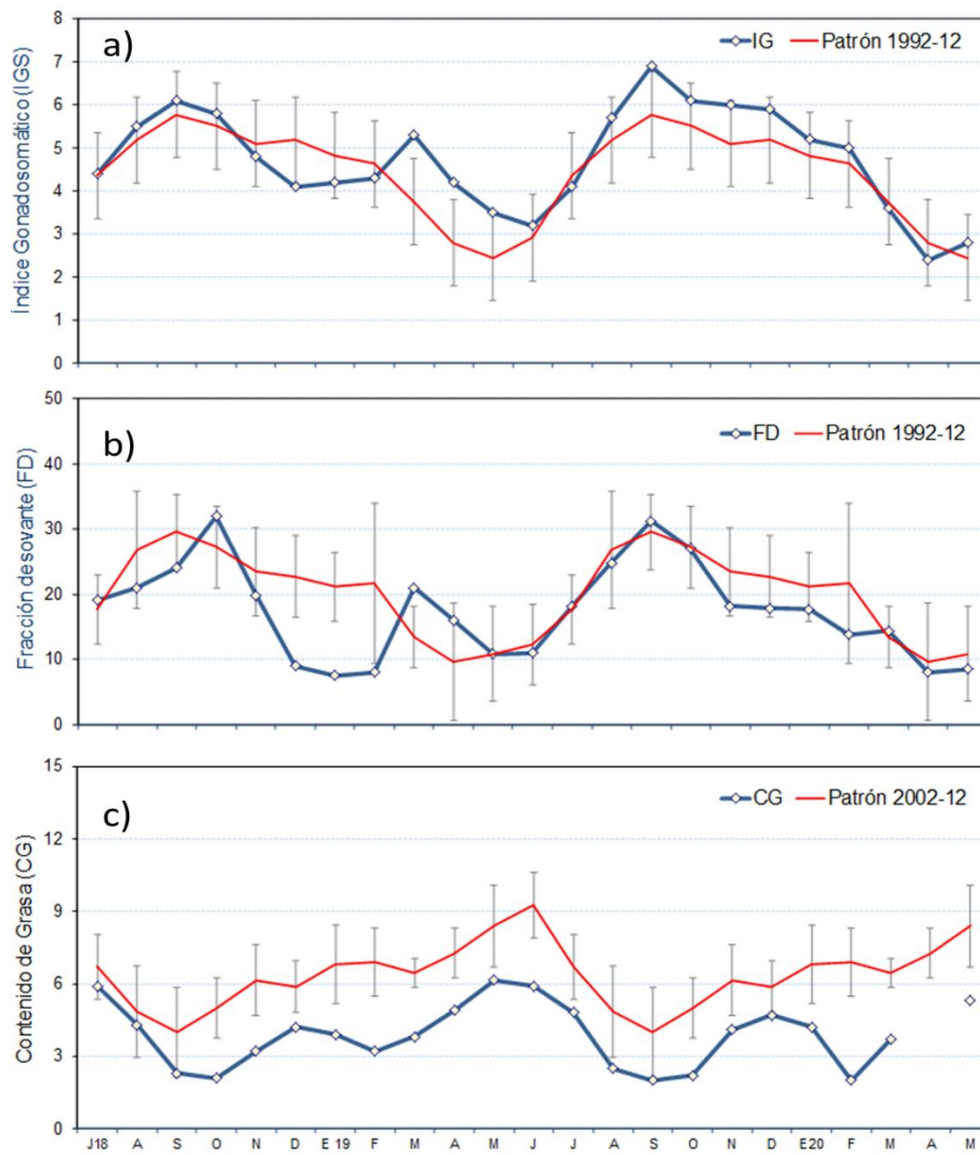 a)
IG Patrón 1992-12
Índice Gonadosomático (IGS)
8
7
6
5
4
3
2
1
0
b)
FD Patrón 1992-12
Fracción desovante (FD)
50
40
30
20
10
0
c)
CG Patrón 2002-12
Contenido de Grasa (CG)
15
12
9
6
3
0
J18 A S O N D E 19 F M A M J J A S O N D E20 F M A M